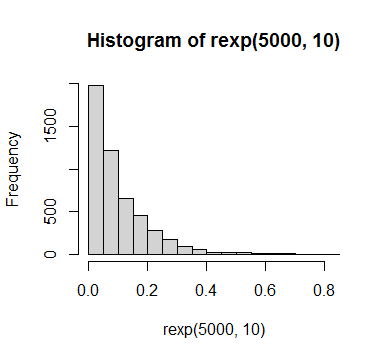 Histogram of rexp(5000, 10)
Frequency
1500
500
0
0.0 0.2 0.4 0.6 0.8
rexp(5000, 10)